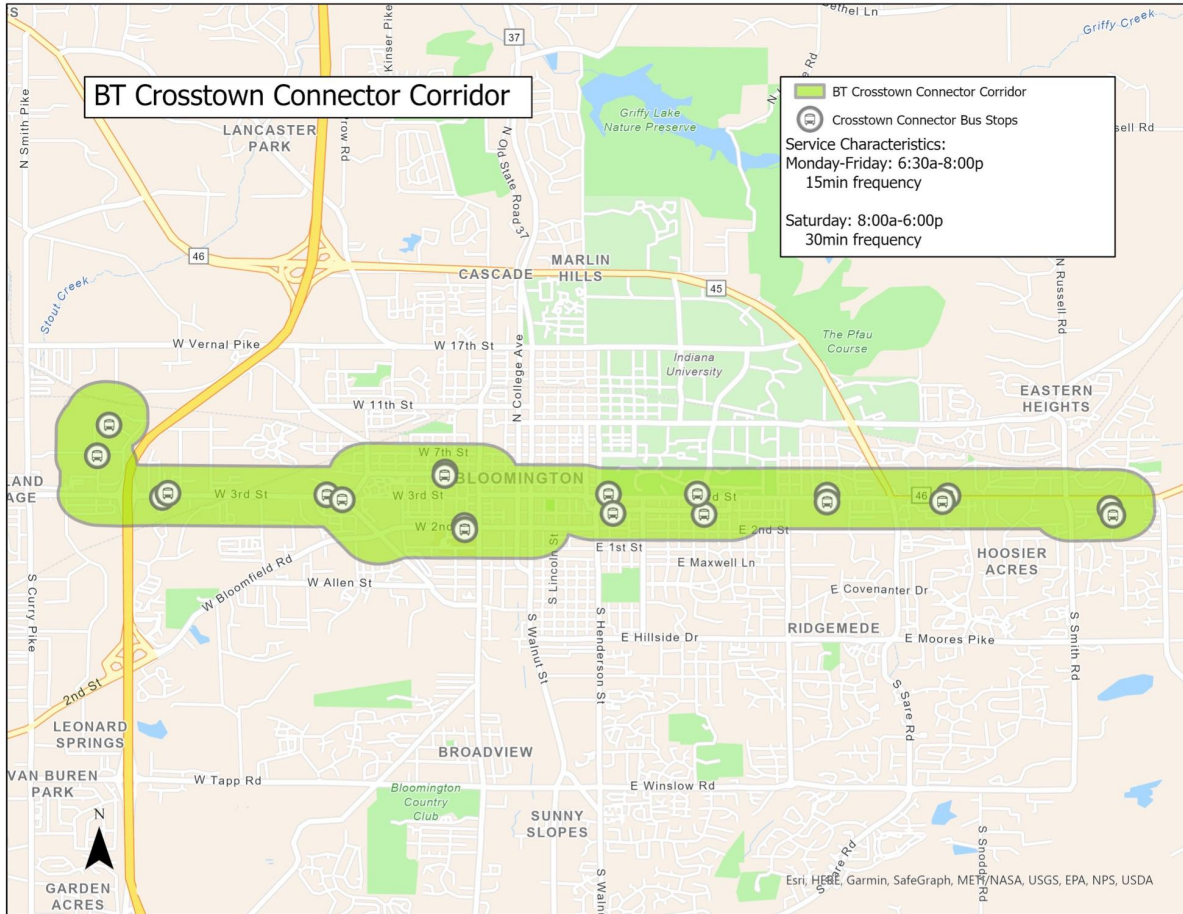 S
Kinser Pike
37
Bethel Ln
Griffy Creek
N Smith Pike
BT Crosstown Connector Corridor
LANCASTER
PARK
N Old State Road 37
Griffy Lake
Nature Preserve
BT Crosstown Connector Corridor
Crosstown Connector Bus Stops
Service Characteristics:
Monday-Friday: 6:30a-8:00p
15min frequency
Saturday: 8:00a-6:00p
30min frequency
46
CASCADE
MARLIN
HILLS
45
N Russell Rd
Stout Creek
W Vernal Pike
W 17th St
N College Ave
Indiana
University
The Pfau
Course
W 11th St
EASTERN
HEIGHTS
W 7th St
BLOOMINGTON
W 3rd St
W 3rd St
46
E 2nd St
S Lincoln St
E 1st St
E Maxwell Ln
HOOSIER
ACRES
W Allen St
W Bloomfield Rd
E Covenanter Dr
S Curry Pike
S Walnut St
S Henderson St
E Hillside Dr
RIDGEMEDE
E Moores Pike
S Smith Rd
2nd St
S Sare Rd
LEONARD
SPRINGS
BROADVIEW
VAN BUREN
PARK
W Tapp Rd
Bloomington
Country
Club
E Winslow Rd
SUNNY
SLOPES
N
S Snoddy Rd
GARDEN
ACRES
Esri, HERE, Garmin, SafeGraph, METI/NASA, USGS, EPA, NPS, USDA